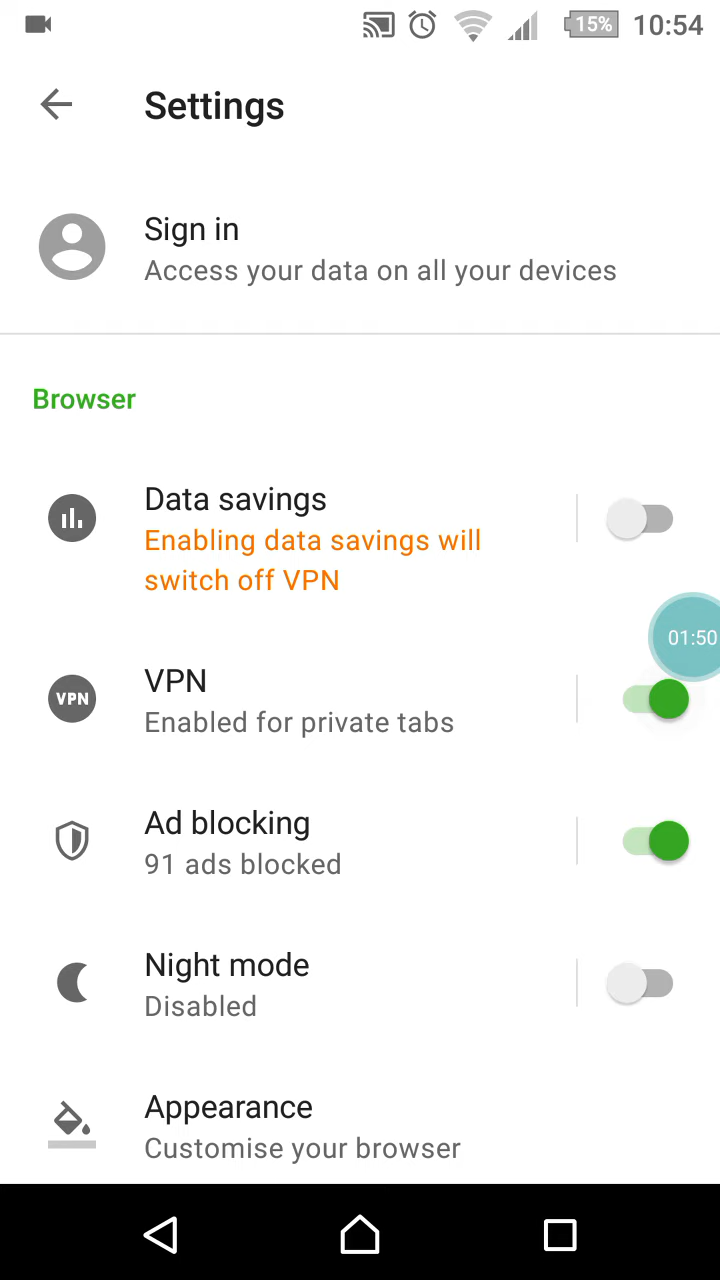 15% 10:54
Settings
Sign in
Access your data on all your devices
Browser
Data savings
Enabling data savings will
switch off VPN
01:50
VPN
VPN
Enabled for private tabs
Ad blocking
91 ads blocked
Night mode
Disabled
Appearance
Customise your browser